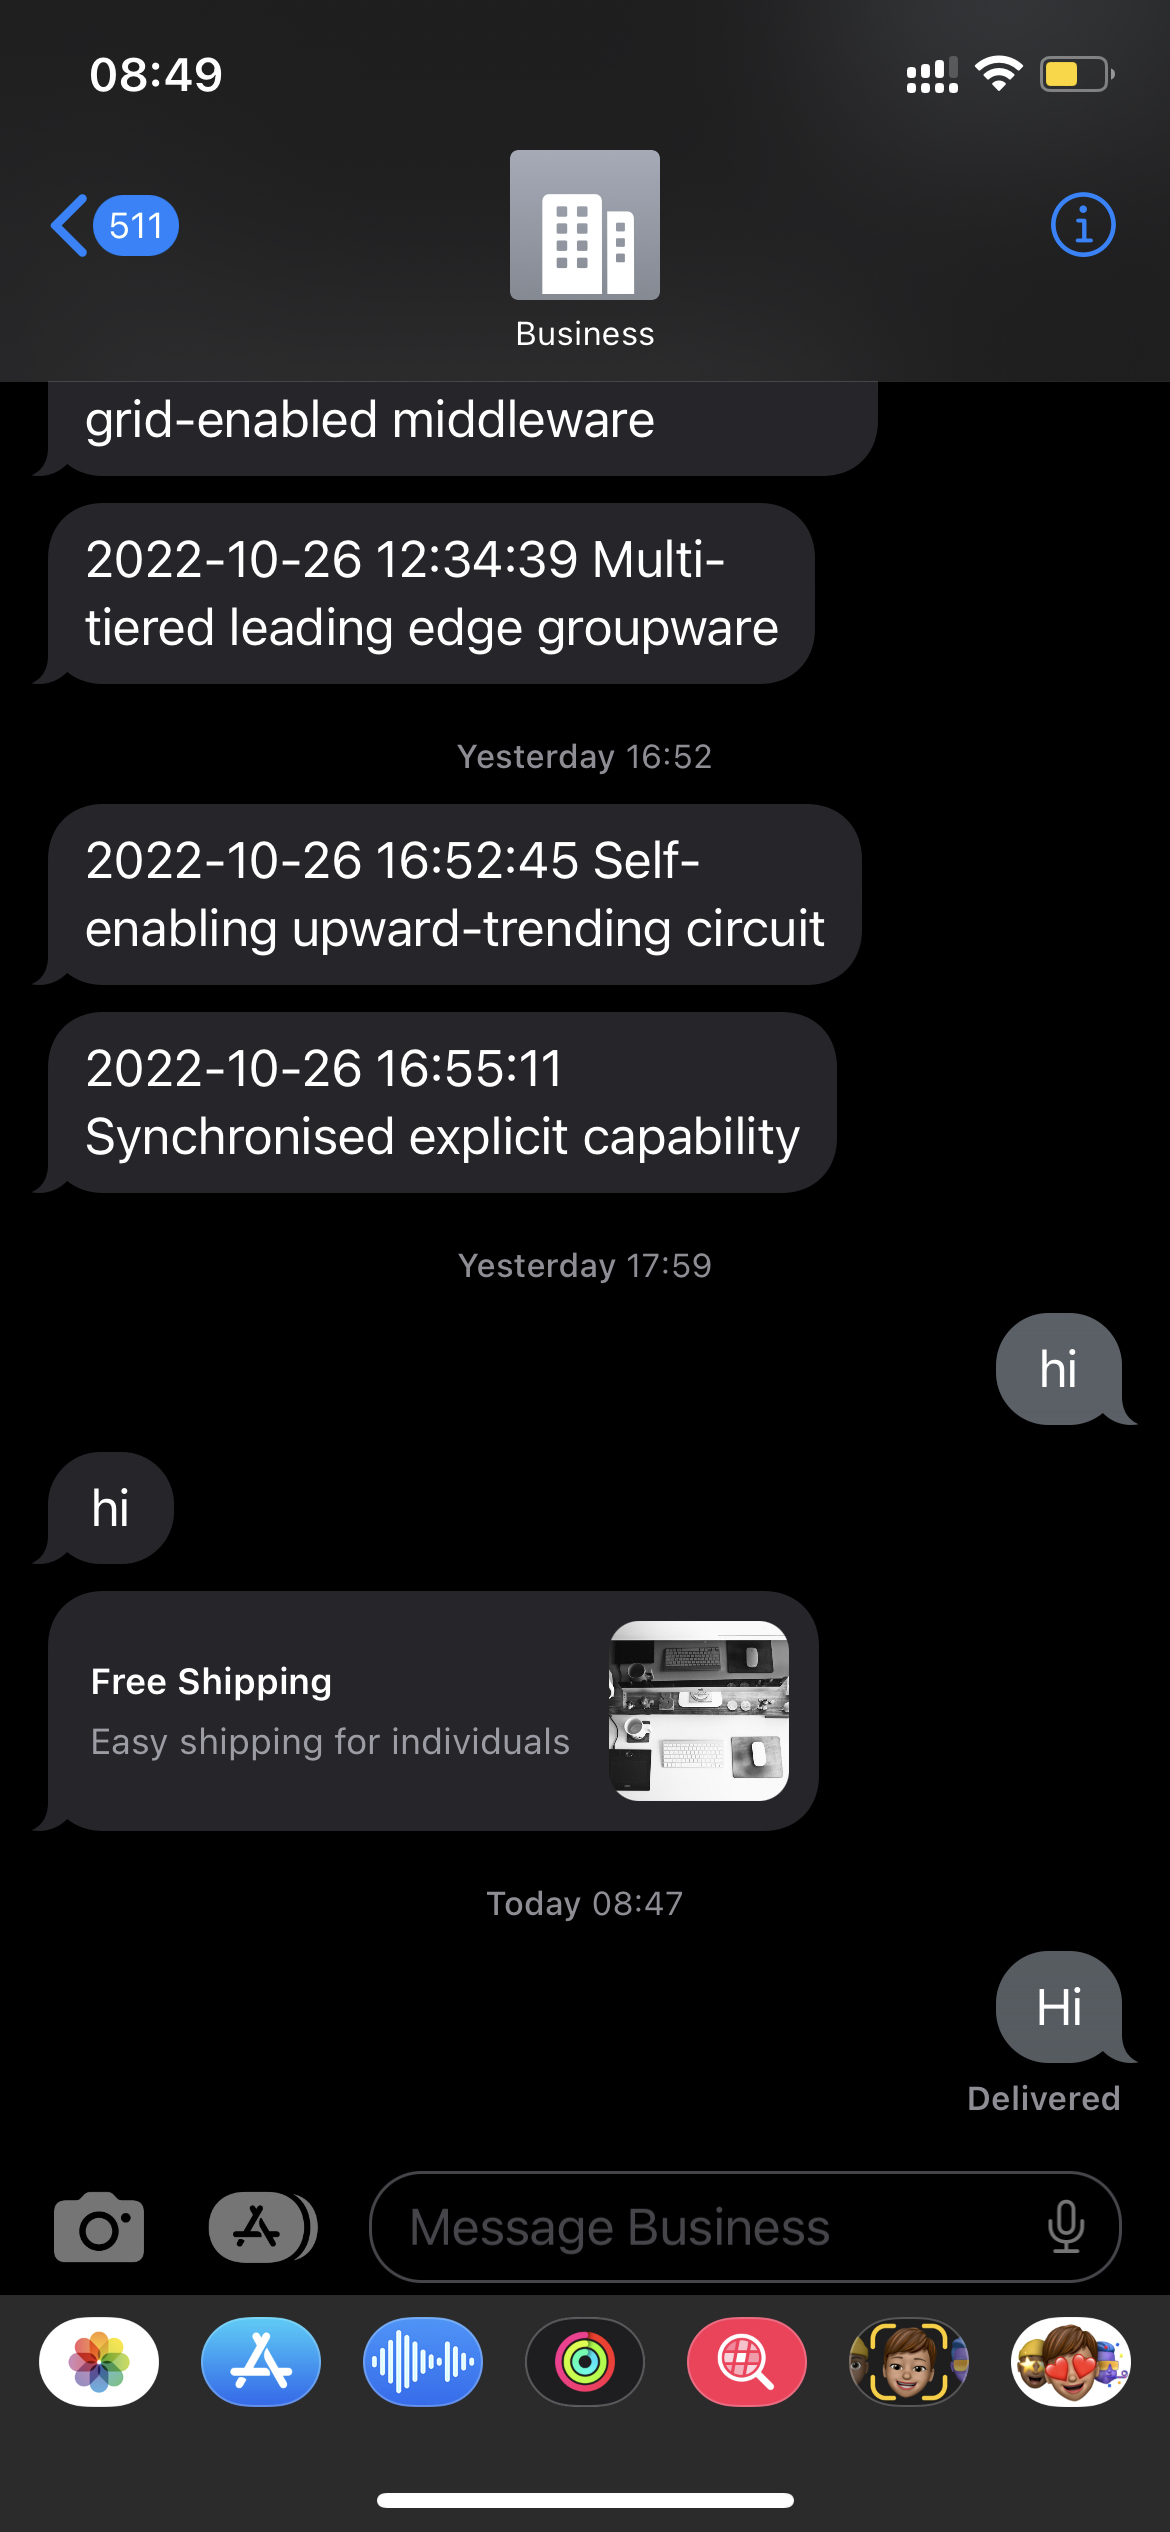 08:49
511
Business
grid-enabled middleware
2022-10-26 12:34:39 Multi-
tiered leading edge groupware
Yesterday 16:52
2022-10-26 16:52:45 Self-
enabling upward-trending circuit
2022-10-26 16:55:11
Synchronised explicit capability
Yesterday 17:59
hi
hi
Free Shipping
Easy shipping for individuals
Today 08:47
Hi
Delivered
Message Business